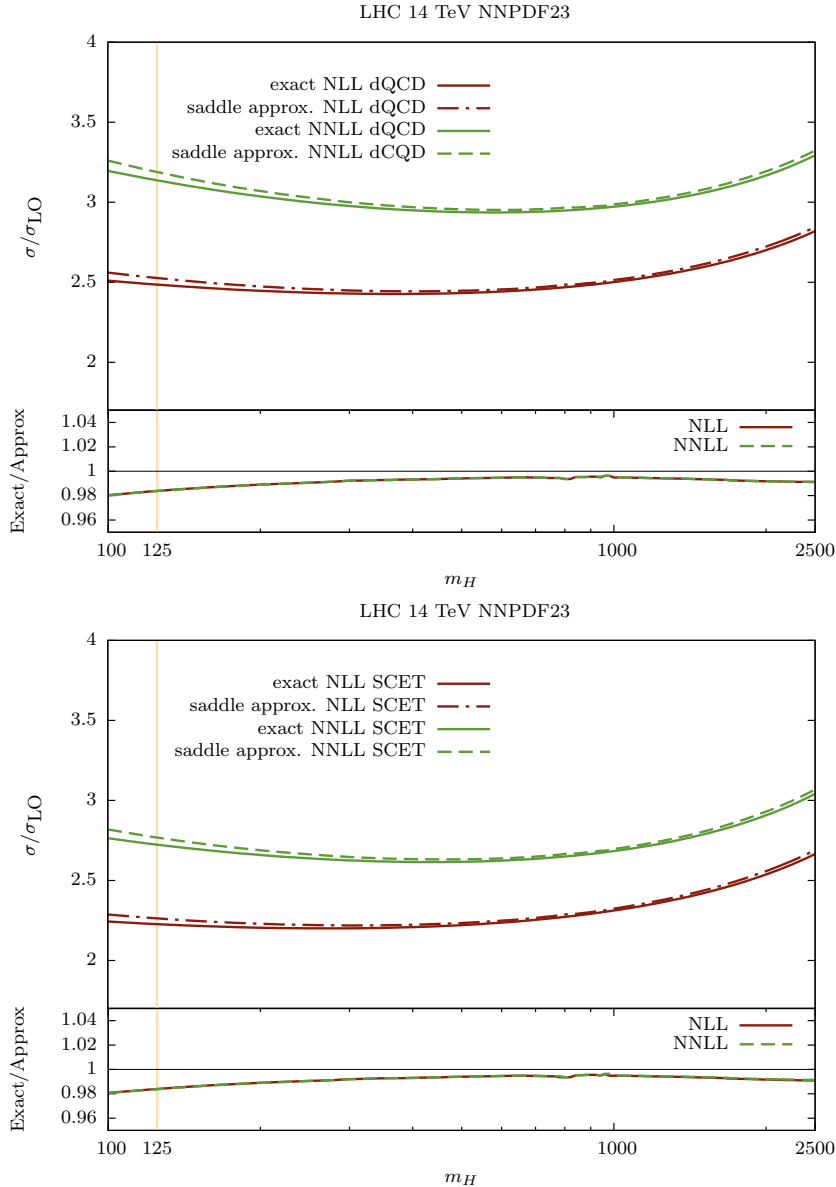 LHC 14 TeV NNPDF23
4
3.5
3
2.5
2
σ/σLO
exact NLL dQCD
saddle approx. NLL dQCD
exact NNLL dQCD
saddle approx. NNLL dCQD
1.04
1.02
1
0.98
0.96
Exact/Approx
NLL
NNLL
100 125 1000 2500
mH
LHC 14 TeV NNPDF23
4
3.5
3
2.5
2
σ/σLO
exact NLL SCET
saddle approx. NLL SCET
exact NNLL SCET
saddle approx. NNLL SCET
1.04
1.02
1
0.98
0.96
Exact/Approx
NLL
NNLL
100 125 1000 2500
mH